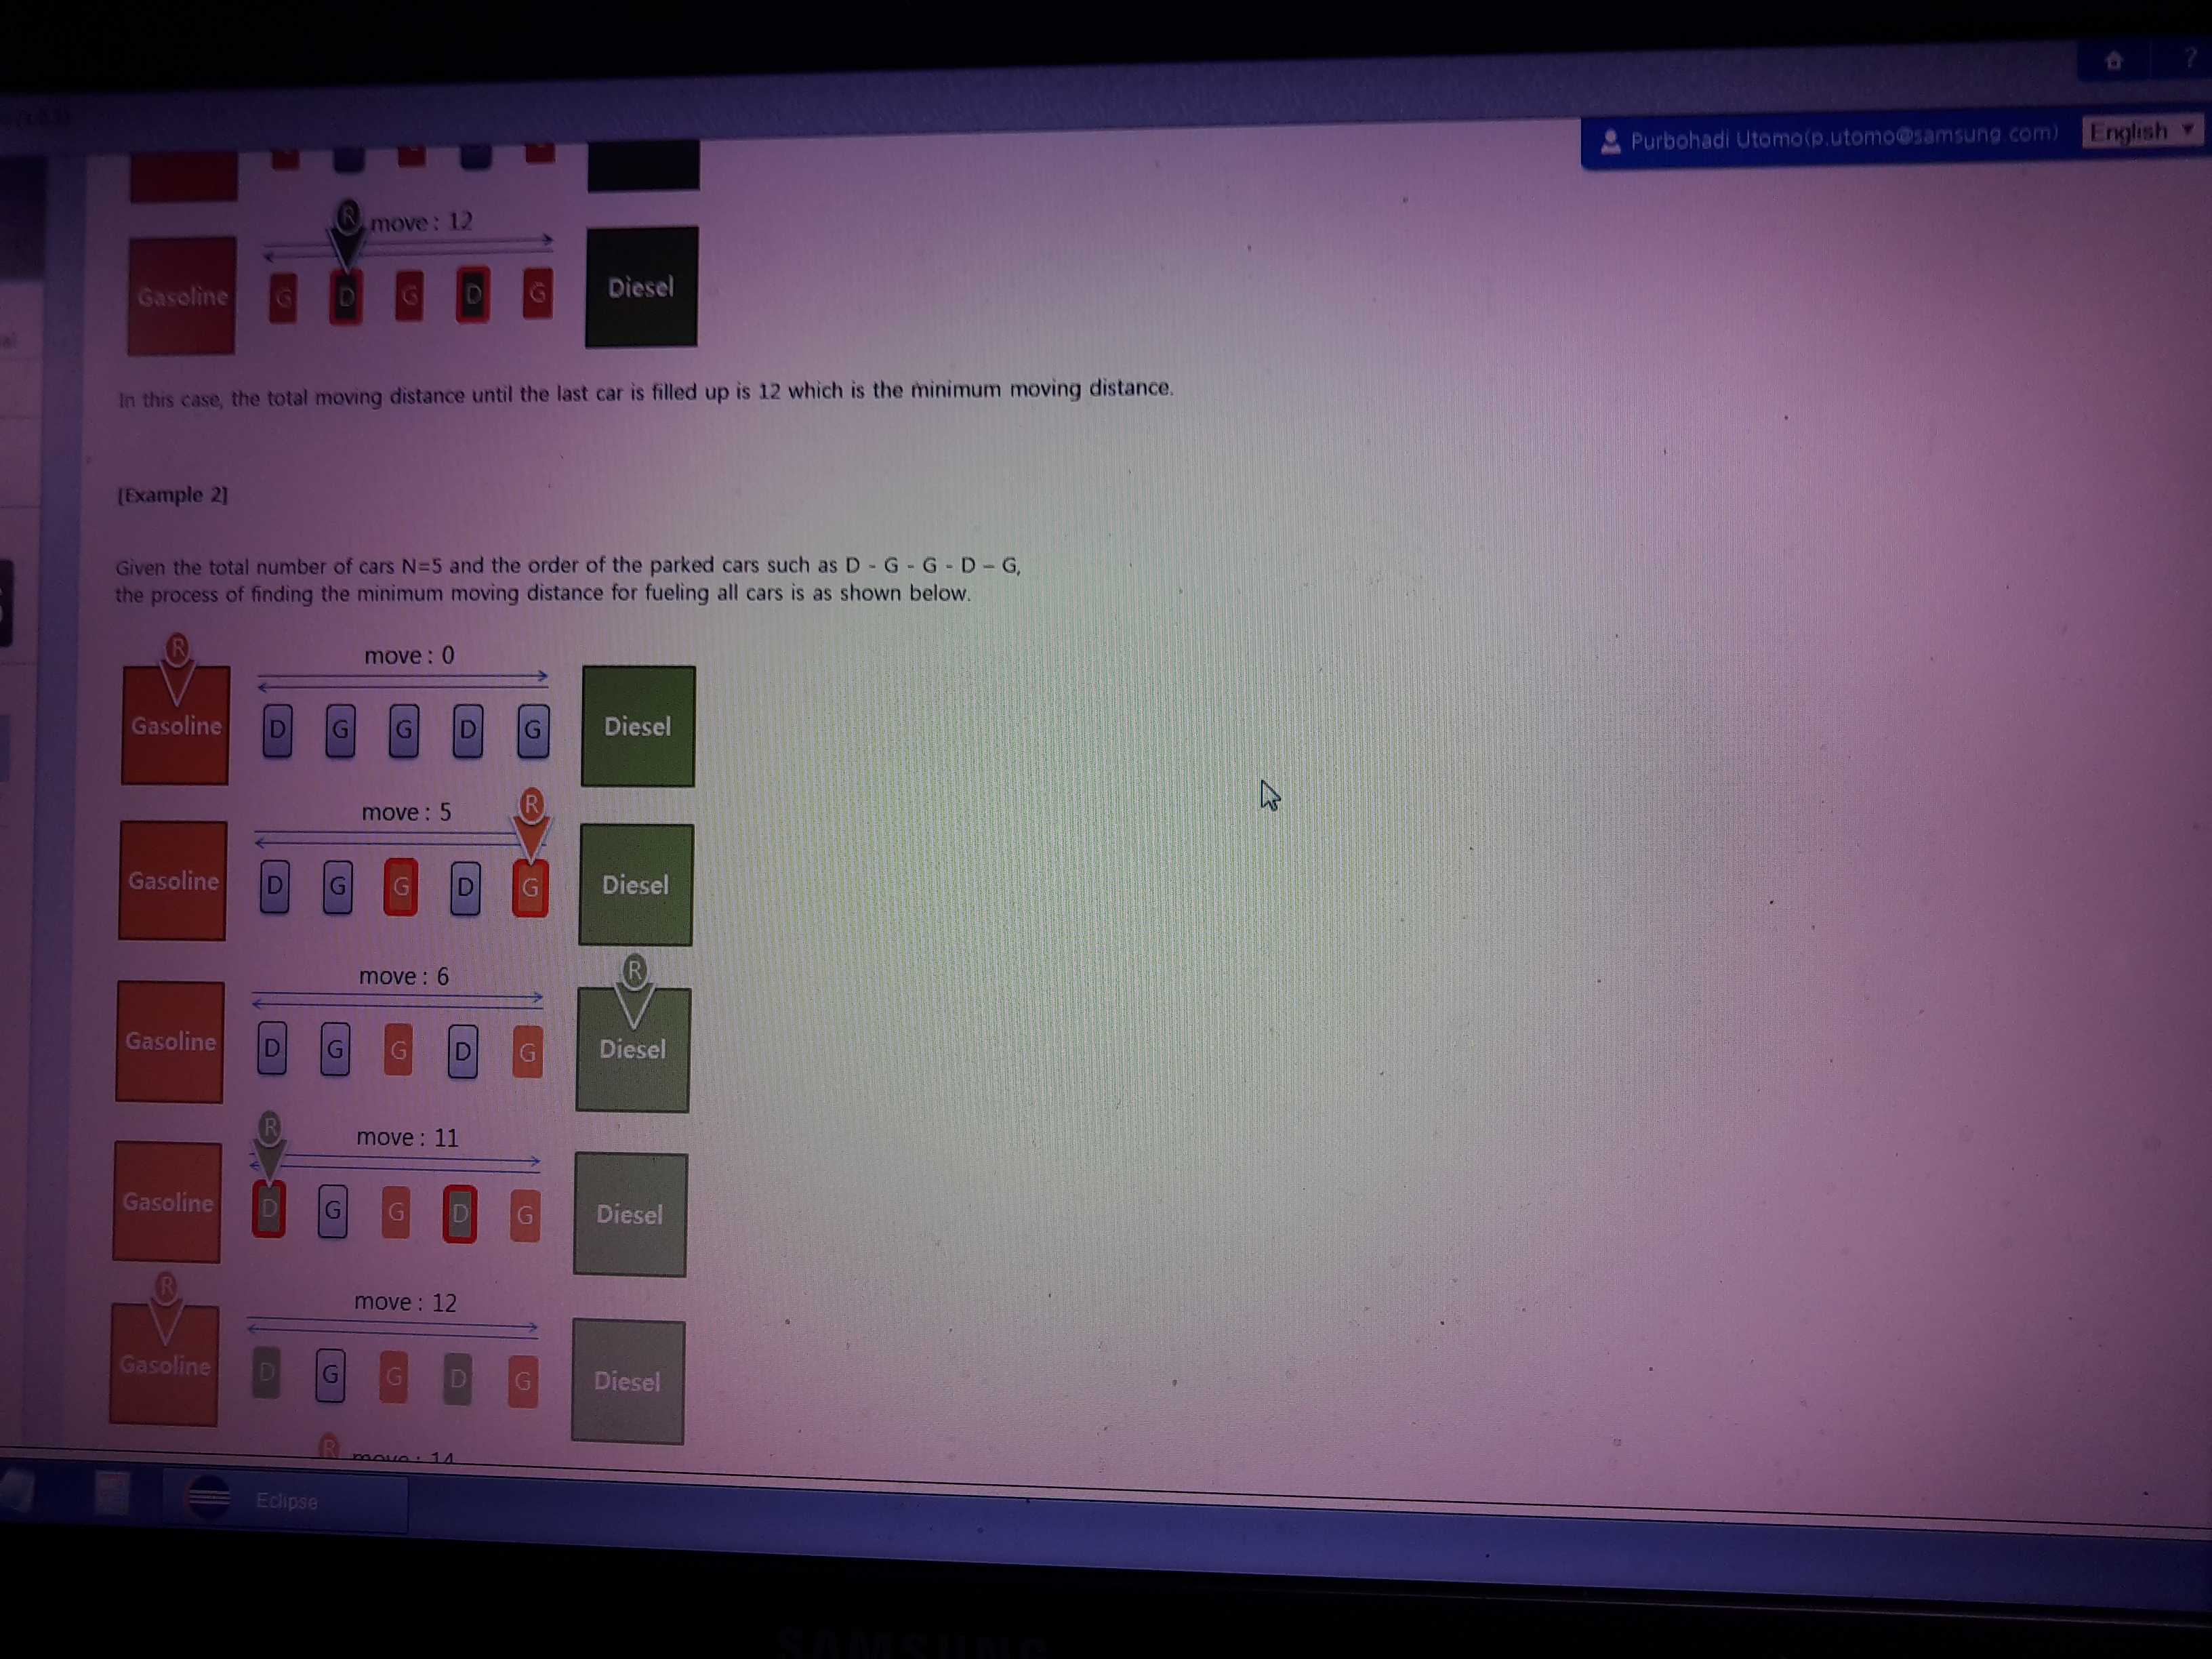 ?
Purbohadi Utomo(p.utomo@samsung.com)
English
R move : 12
Gasoline G D G D G Diesel
In this case, the total moving distance until the last car is filled up is 12 which is the minimum moving distance.
[Example 2]
Given the total number of cars N=5 and the order of the parked cars such as D - G - G - D – G,
the process of finding the minimum moving distance for fueling all cars is as shown below.
R
move : 0
Gasoline D G G D G Diesel
move : 5 R
Gasoline D G G D G Diesel
move : 6 R
Gasoline D G G D G Diesel
R move : 11
Gasoline D G G D G Diesel
R
move : 12
Gasoline D G G D G Diesel
R move : 14
Eclipse
SAMSUNG